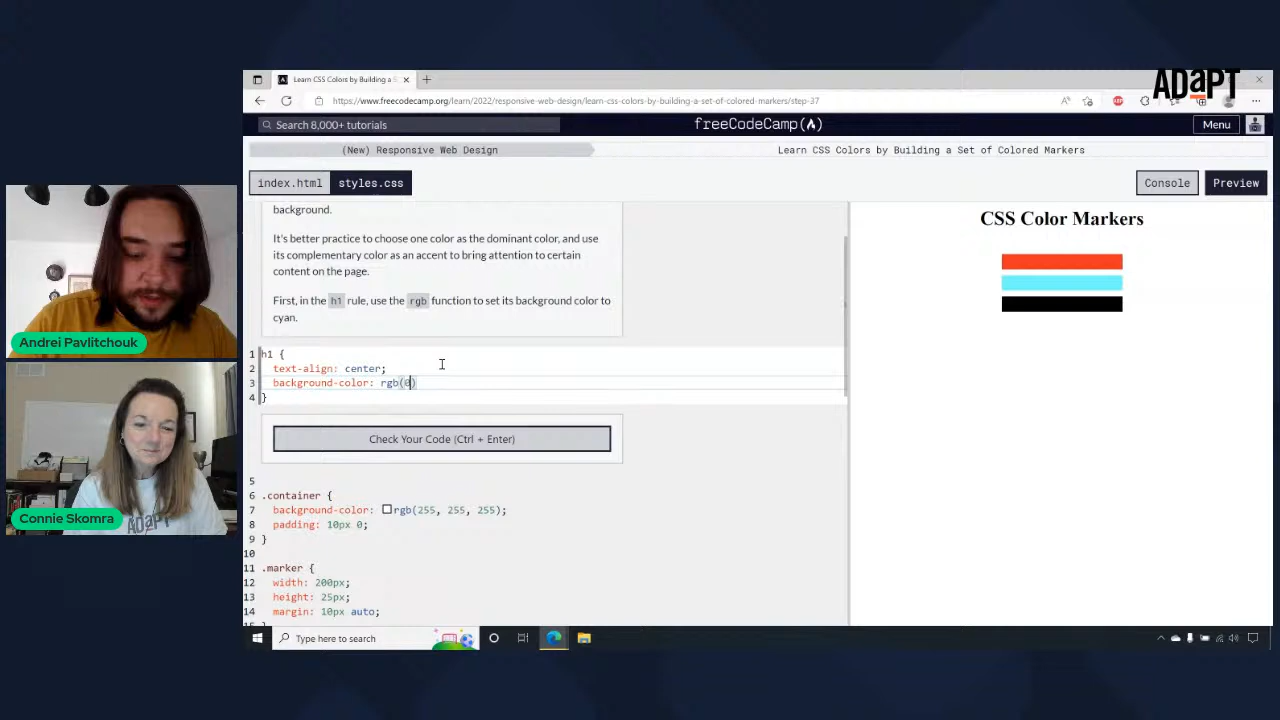 ADaPT
Learn CSS Colors by Building a S
https://www.freecodecamp.org/learn/2022/responsive-web-design/learn-css-colors-by-building-a-set-of-colored-markers/step-37
Search 8,000+ tutorials
freeCodeCamp
Menu
(New) Responsive Web Design
Learn CSS Colors by Building a Set of Colored Markers
index.html
styles.css
Console
Preview
background.
It's better practice to choose one color as the dominant color, and use
its complementary color as an accent to bring attention to certain
content on the page.
First, in the h1 rule, use the rgb function to set its background color to
cyan.
1 h1 {
2 text-align: center;
3 background-color: rgb(0)
4 }
Check Your Code (Ctrl + Enter)
5
6 .container {
7 background-color: rgb(255, 255, 255);
8 padding: 10px 0;
9 }
10
11 .marker {
12 width: 200px;
13 height: 25px;
14 margin: 10px auto;
CSS Color Markers
Andrei Pavlitchouk
ADaPT
Connie Skomra
Type here to search